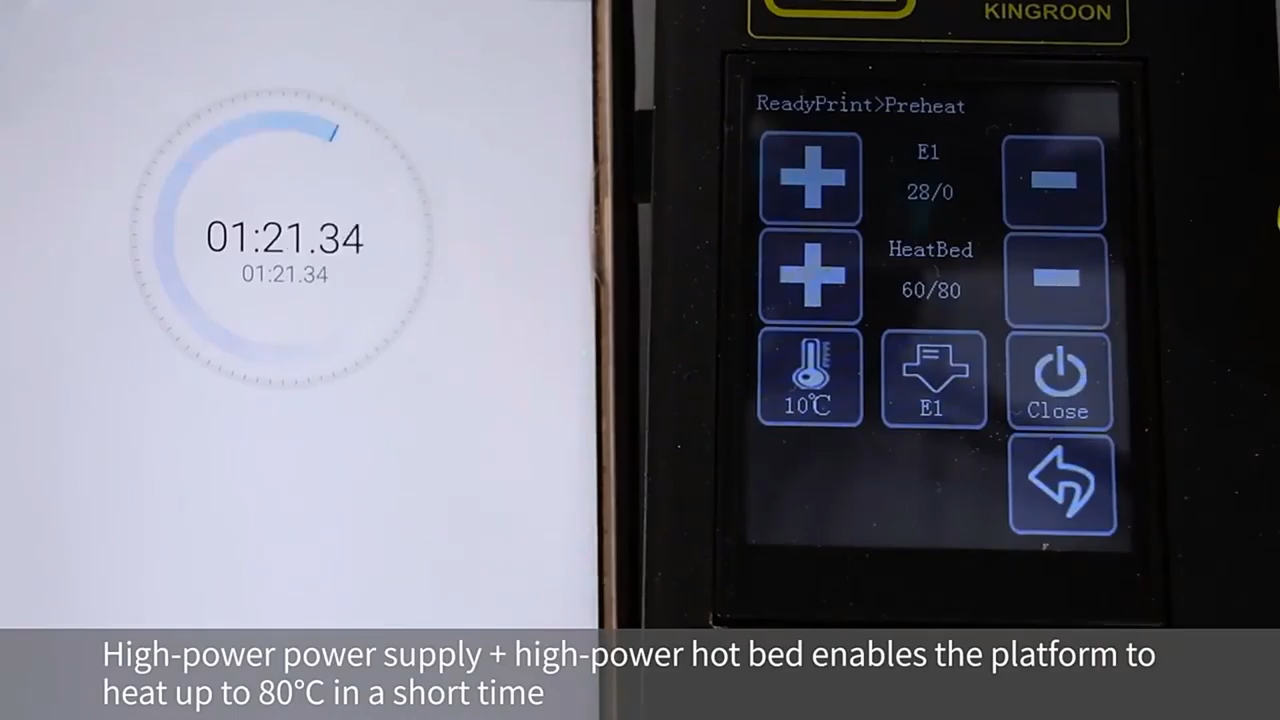 KINGROON
ReadyPrint>Preheat
E1
28/0
HeatBed
60/80
10℃
E1
Close
01:21.34
01:21.34
High-power power supply + high-power hot bed enables the platform to
heat up to 80°C in a short time